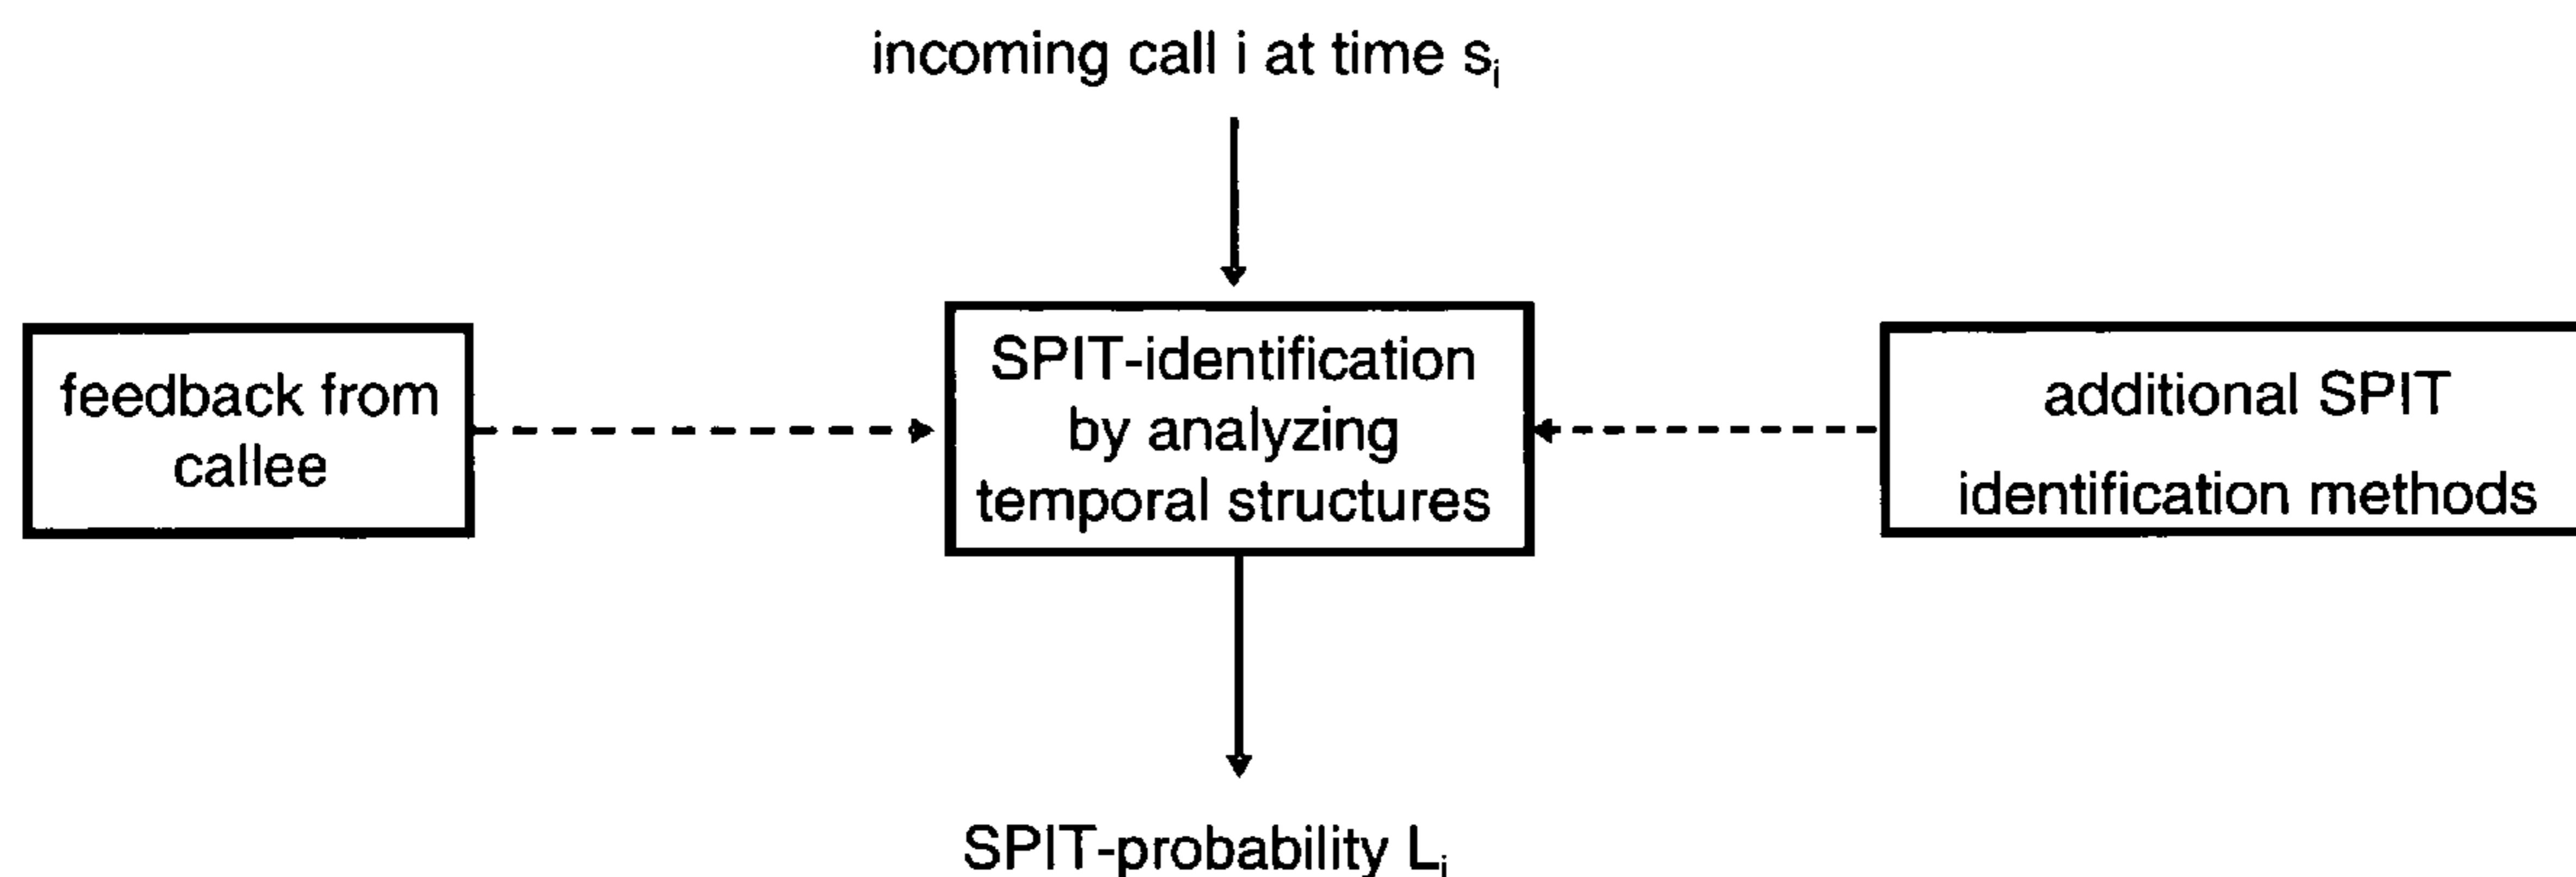 incoming call i at time sᵢ
feedback from
callee
SPIT-identification
by analyzing
temporal structures
additional SPIT
identification methods
SPIT-probability Lᵢ